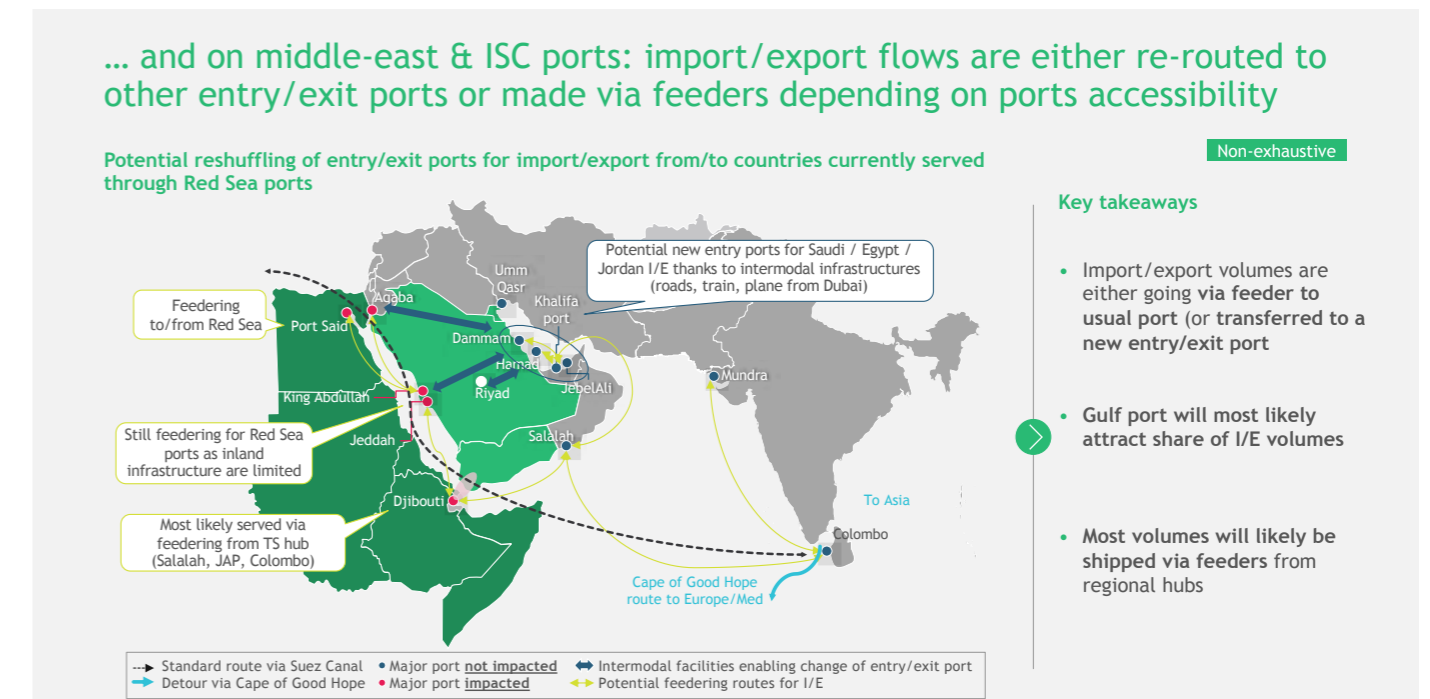 … and on middle-east & ISC ports: import/export flows are either re-routed to
other entry/exit ports or made via feeders depending on ports accessibility
Potential reshuffling of entry/exit ports for import/export from/to countries currently served
through Red Sea ports
Non-exhaustive
Feedering
to/from Red Sea
Port Said
Aqaba
Umm
Qasr
Khalifa
port
Potential new entry ports for Saudi / Egypt /
Jordan I/E thanks to intermodal infrastructures
(roads, train, plane from Dubai)
Dammam
Hamad
JebelAli
Riyad
Mundra
King Abdullah
Jeddah
Still feedering for Red Sea
ports as inland
infrastructure are limited
Salalah
Djibouti
Most likely served via
feedering from TS hub
(Salalah, JAP, Colombo)
To Asia
Colombo
Cape of Good Hope
route to Europe/Med
Standard route via Suez Canal
Major port not impacted
Intermodal facilities enabling change of entry/exit port
Detour via Cape of Good Hope
Major port impacted
Potential feedering routes for I/E
Key takeaways
• Import/export volumes are
either going via feeder to
usual port (or transferred to a
new entry/exit port
• Gulf port will most likely
attract share of I/E volumes
• Most volumes will likely be
shipped via feeders from
regional hubs